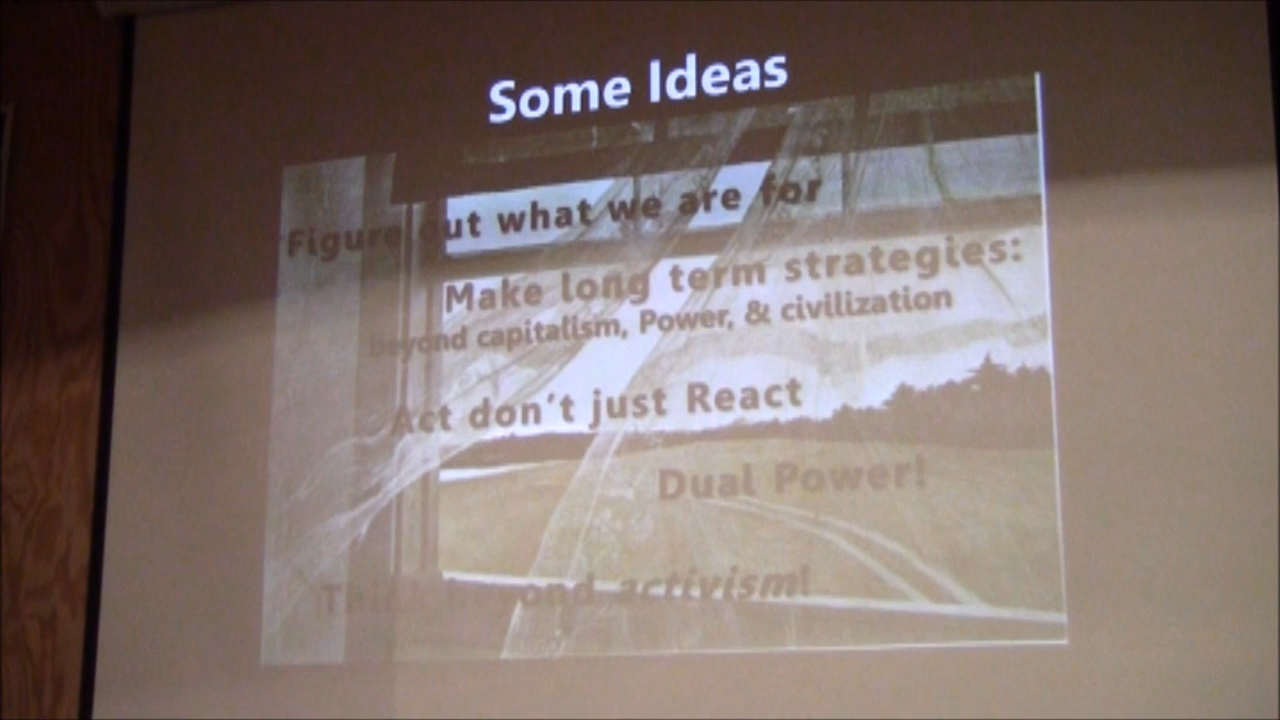 Some Ideas
Figure out what we are for
Make long term strategies:
beyond capitalism, Power, & civilization
Act don't just React
Dual Power!
Think beyond activism!